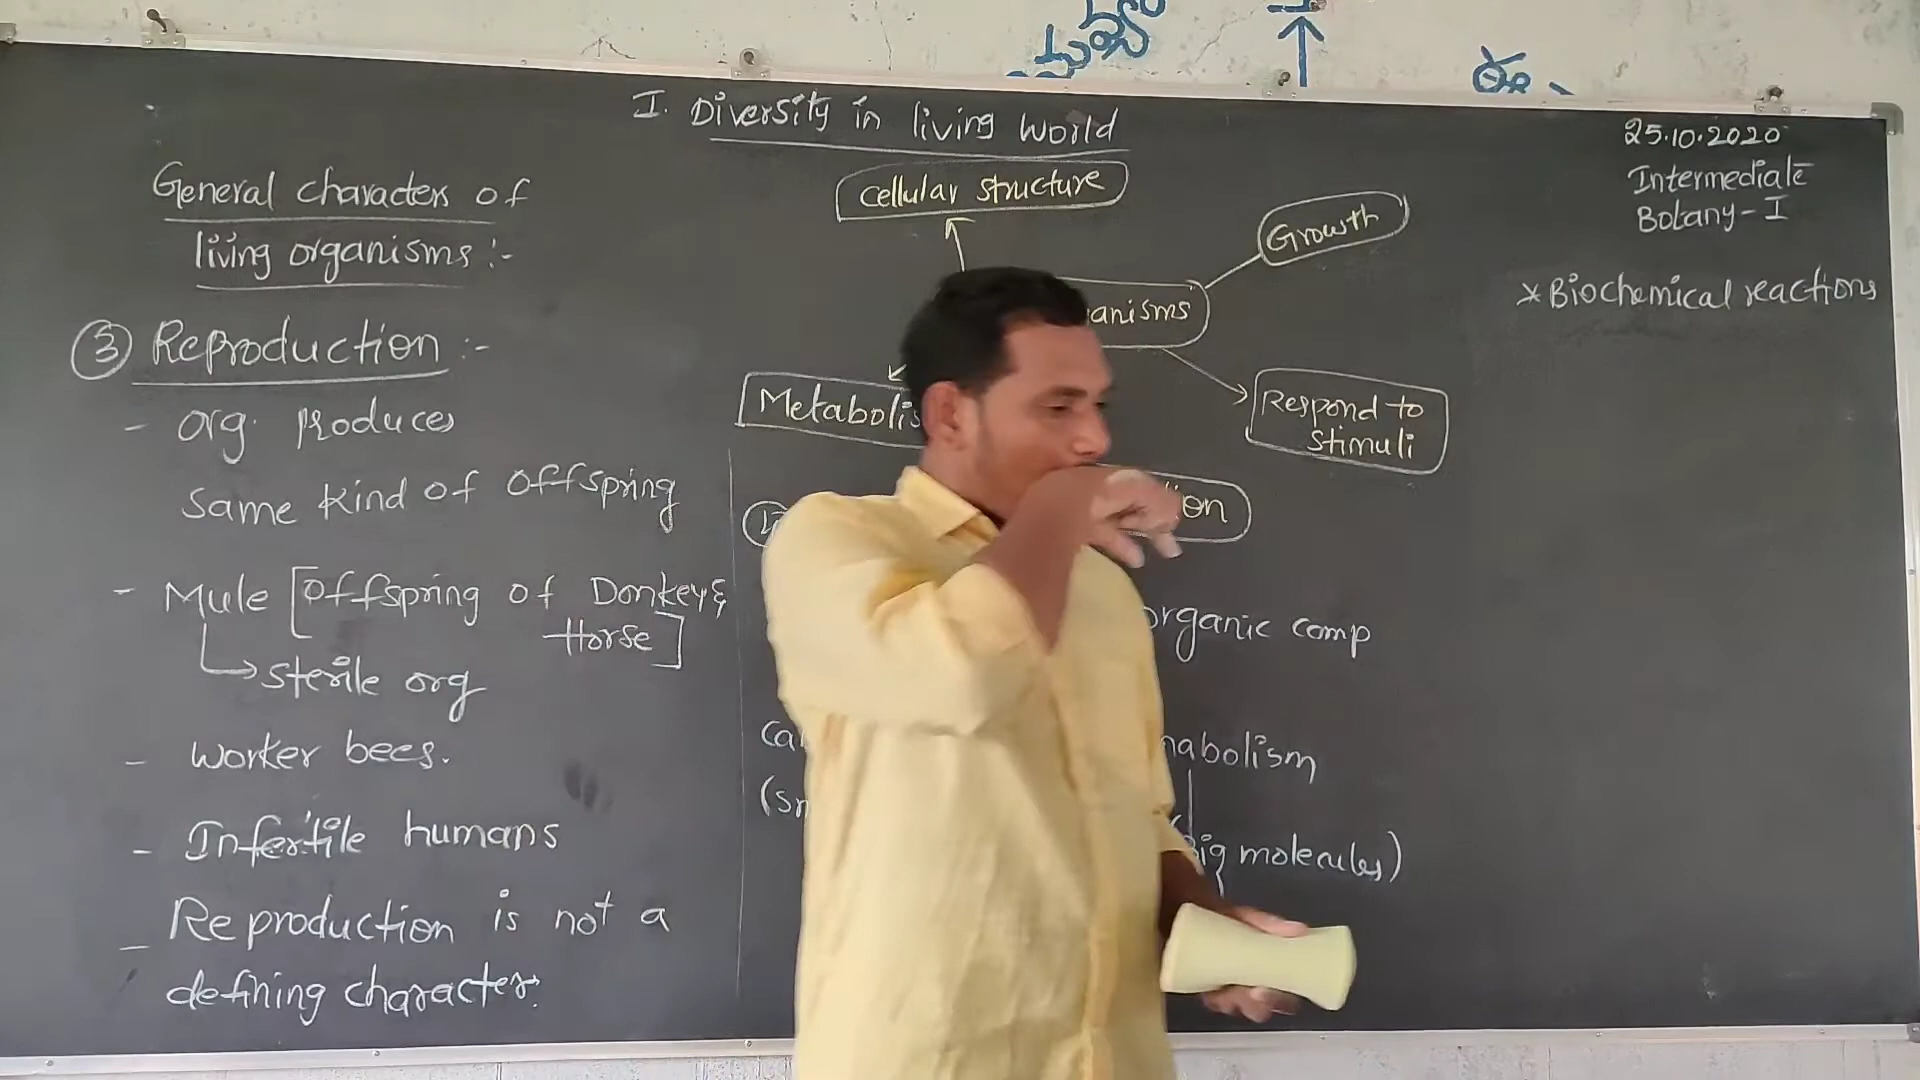 I. Diversity in living World
25.10.2020
Intermediate
Botany - I
* Biochemical reactions
General characters of
living organisms :-
③ Reproduction :-
- org. produces
same kind of offspring
- Mule [offspring of Donkey &
Horse]
↳ sterile org
- Worker bees.
- Infertile humans
- Reproduction is not a
defining character.
cellular structure
Growth
anisms
Metabolis
Respond to
stimuli
ion
organic comp
nabolism
(Big molecules)